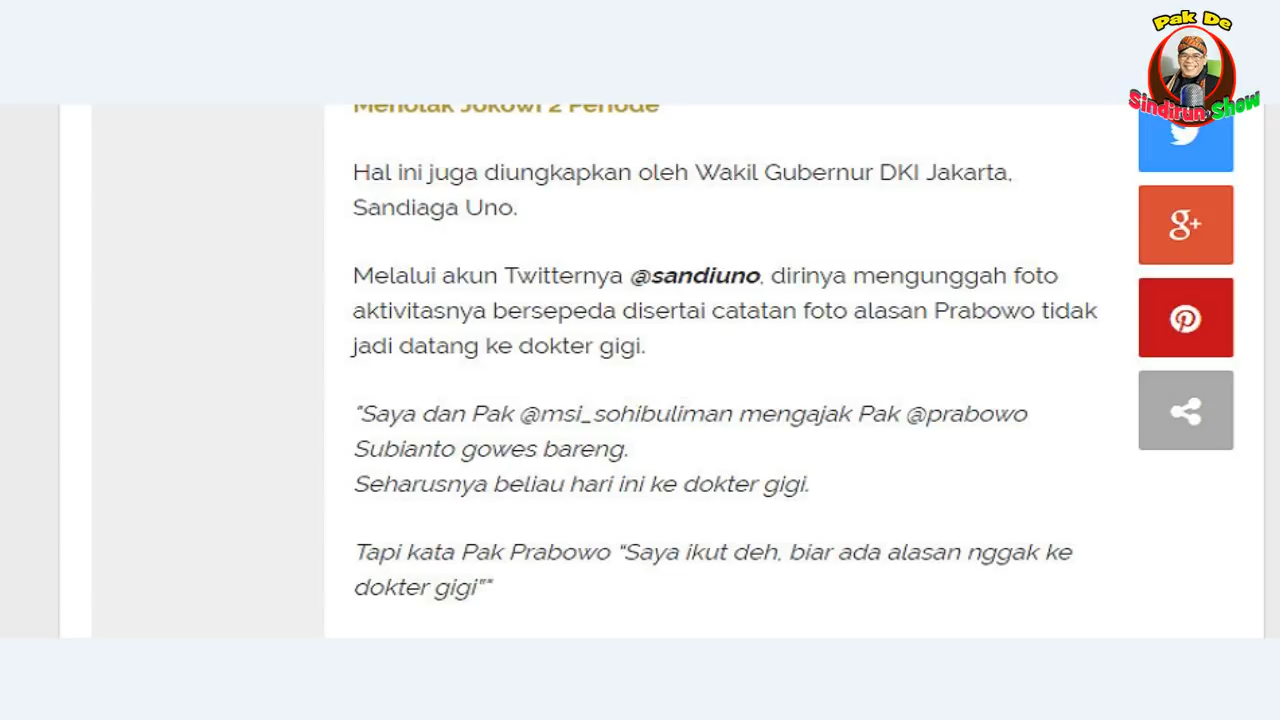 Pak De
Sindirun Show
Menolak Jokowi 2 Periode
Hal ini juga diungkapkan oleh Wakil Gubernur DKI Jakarta,
Sandiaga Uno.
Melalui akun Twitternya @sandiuno, dirinya mengunggah foto
aktivitasnya bersepeda disertai catatan foto alasan Prabowo tidak
jadi datang ke dokter gigi.
"Saya dan Pak @msi_sohibuliman mengajak Pak @prabowo
Subianto gowes bareng.
Seharusnya beliau hari ini ke dokter gigi.
Tapi kata Pak Prabowo “Saya ikut deh, biar ada alasan nggak ke
dokter gigi”"
g+